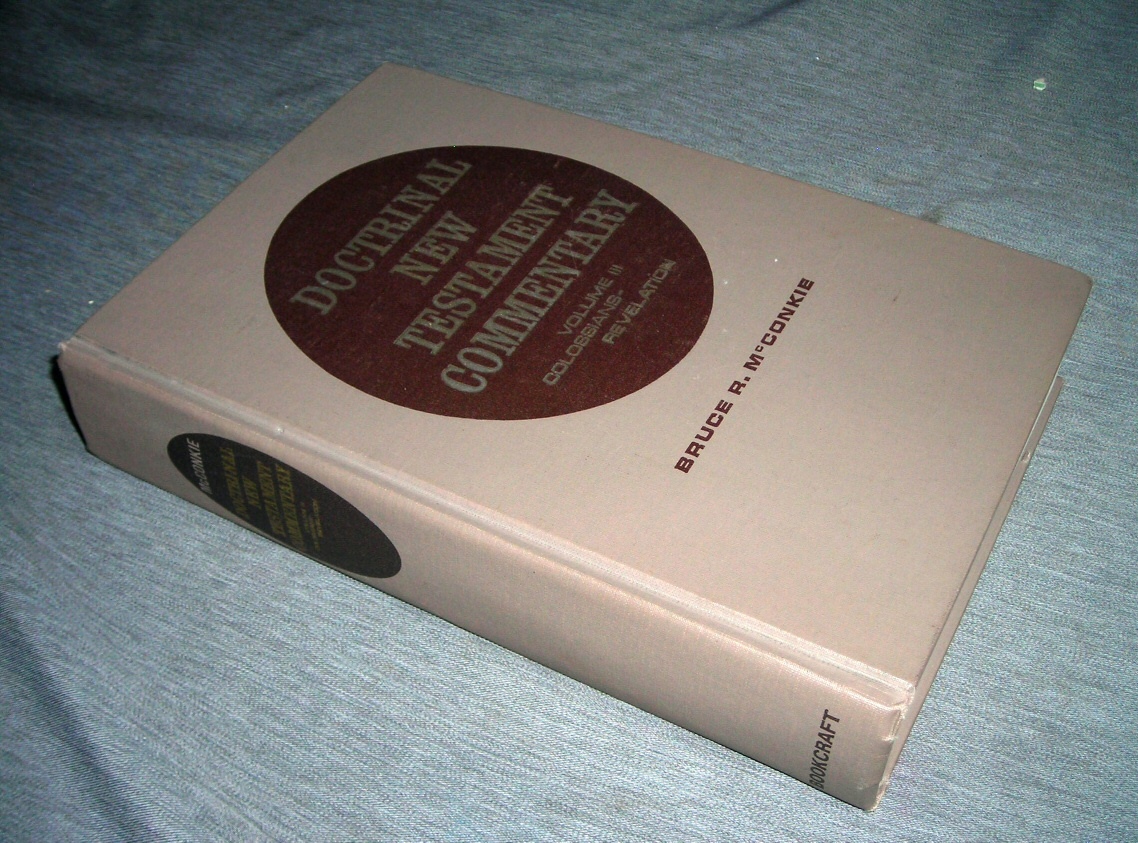 DOCTRINAL
NEW
TESTAMENT
COMMENTARY
VOLUME III
COLOSSIANS-
REVELATION
BRUCE R. McCONKIE
McCONKIE
DOCTRINAL
NEW
TESTAMENT
COMMENTARY
BOOKCRAFT